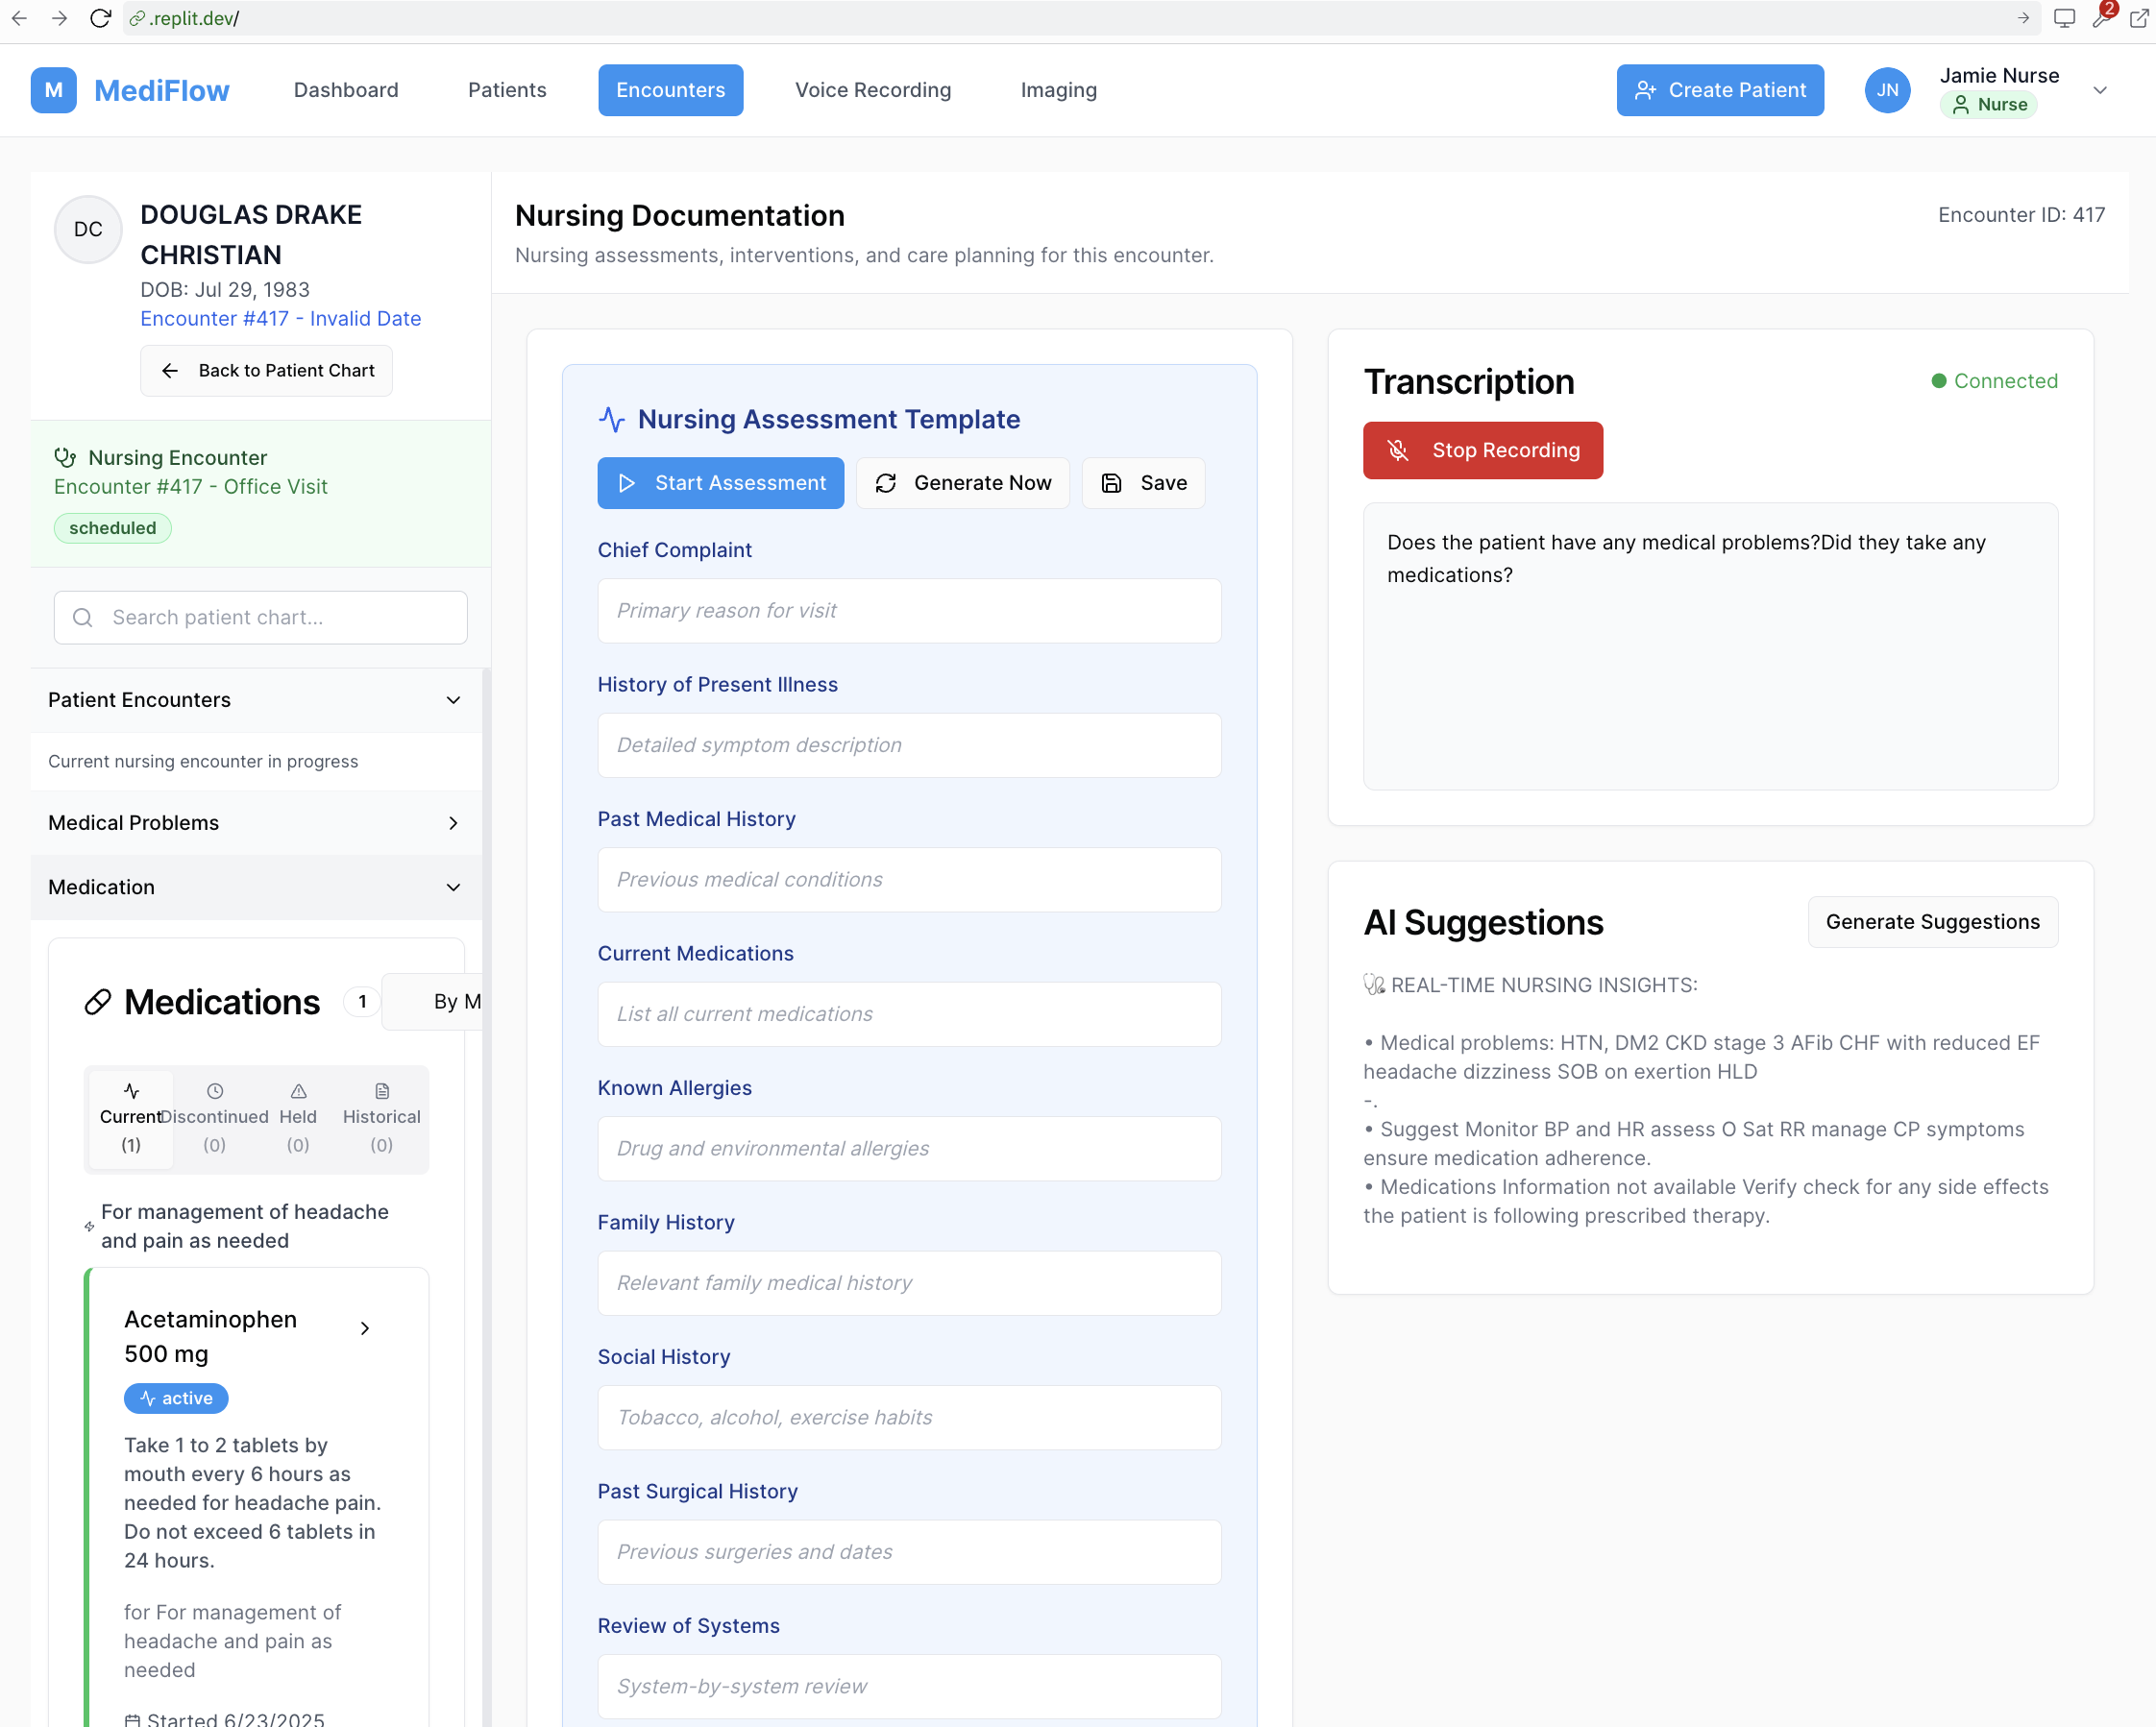 .replit.dev/
2
M
MediFlow
Dashboard
Patients
Encounters
Voice Recording
Imaging
Create Patient
JN
Jamie Nurse
Nurse
DC
DOUGLAS DRAKE
CHRISTIAN
DOB: Jul 29, 1983
Encounter #417 - Invalid Date
Back to Patient Chart
Nursing Encounter
Encounter #417 - Office Visit
scheduled
Search patient chart...
Patient Encounters
Current nursing encounter in progress
Medical Problems
Medication
Medications
1
By M
Current
(1)
Discontinued
(0)
Held
(0)
Historical
(0)
For management of headache
and pain as needed
Acetaminophen
500 mg
active
Take 1 to 2 tablets by
mouth every 6 hours as
needed for headache pain.
Do not exceed 6 tablets in
24 hours.
for For management of
headache and pain as
needed
Started 6/23/2025
Nursing Documentation
Encounter ID: 417
Nursing assessments, interventions, and care planning for this encounter.
Nursing Assessment Template
Start Assessment
Generate Now
Save
Chief Complaint
Primary reason for visit
History of Present Illness
Detailed symptom description
Past Medical History
Previous medical conditions
Current Medications
List all current medications
Known Allergies
Drug and environmental allergies
Family History
Relevant family medical history
Social History
Tobacco, alcohol, exercise habits
Past Surgical History
Previous surgeries and dates
Review of Systems
System-by-system review
Transcription
Connected
Stop Recording
Does the patient have any medical problems?Did they take any
medications?
AI Suggestions
Generate Suggestions
REAL-TIME NURSING INSIGHTS:
• Medical problems: HTN, DM2 CKD stage 3 AFib CHF with reduced EF
headache dizziness SOB on exertion HLD
-.
• Suggest Monitor BP and HR assess O Sat RR manage CP symptoms
ensure medication adherence.
• Medications Information not available Verify check for any side effects
the patient is following prescribed therapy.